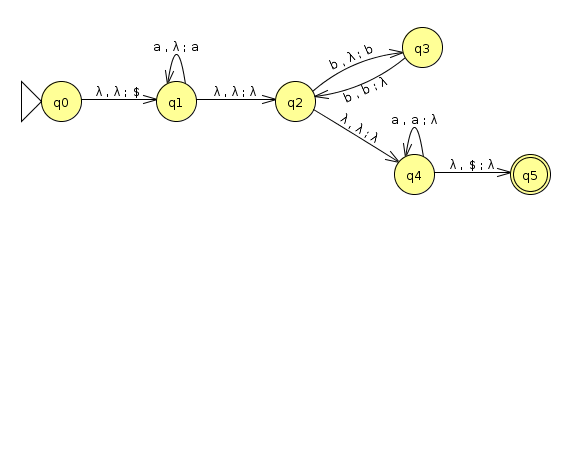 a , λ ; a
b , λ ; b
q3
λ , λ ; $
λ , λ ; λ
b , b ; λ
q0
q1
q2
λ , λ ; λ
a , a ; λ
q4
λ , $ ; λ
q5